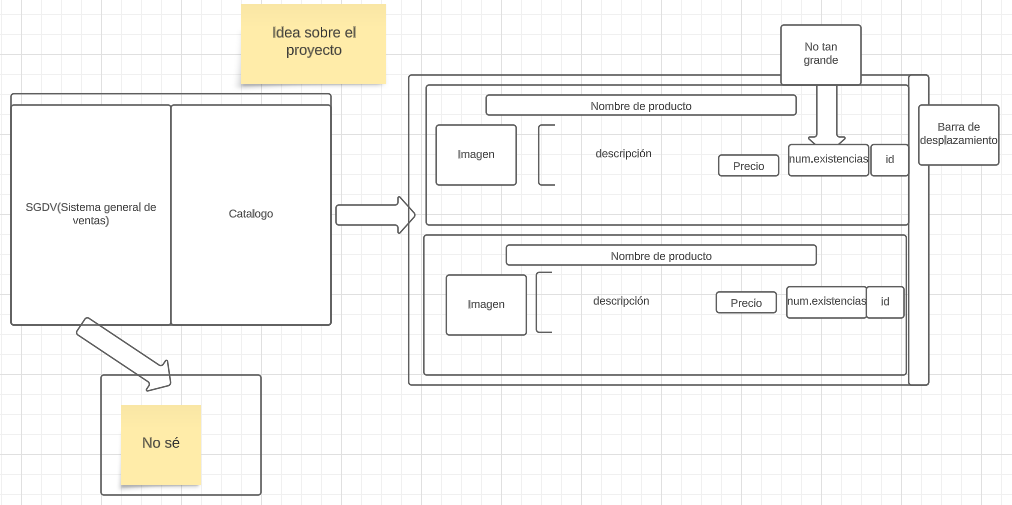 Idea sobre el
proyecto
No tan
grande
SGDV(Sistema general de
ventas)
Catalogo
Nombre de producto
Imagen
descripción
Precio
num.existencias
id
Barra de
desplazamiento
Nombre de producto
Imagen
descripción
Precio
num.existencias
id
No sé